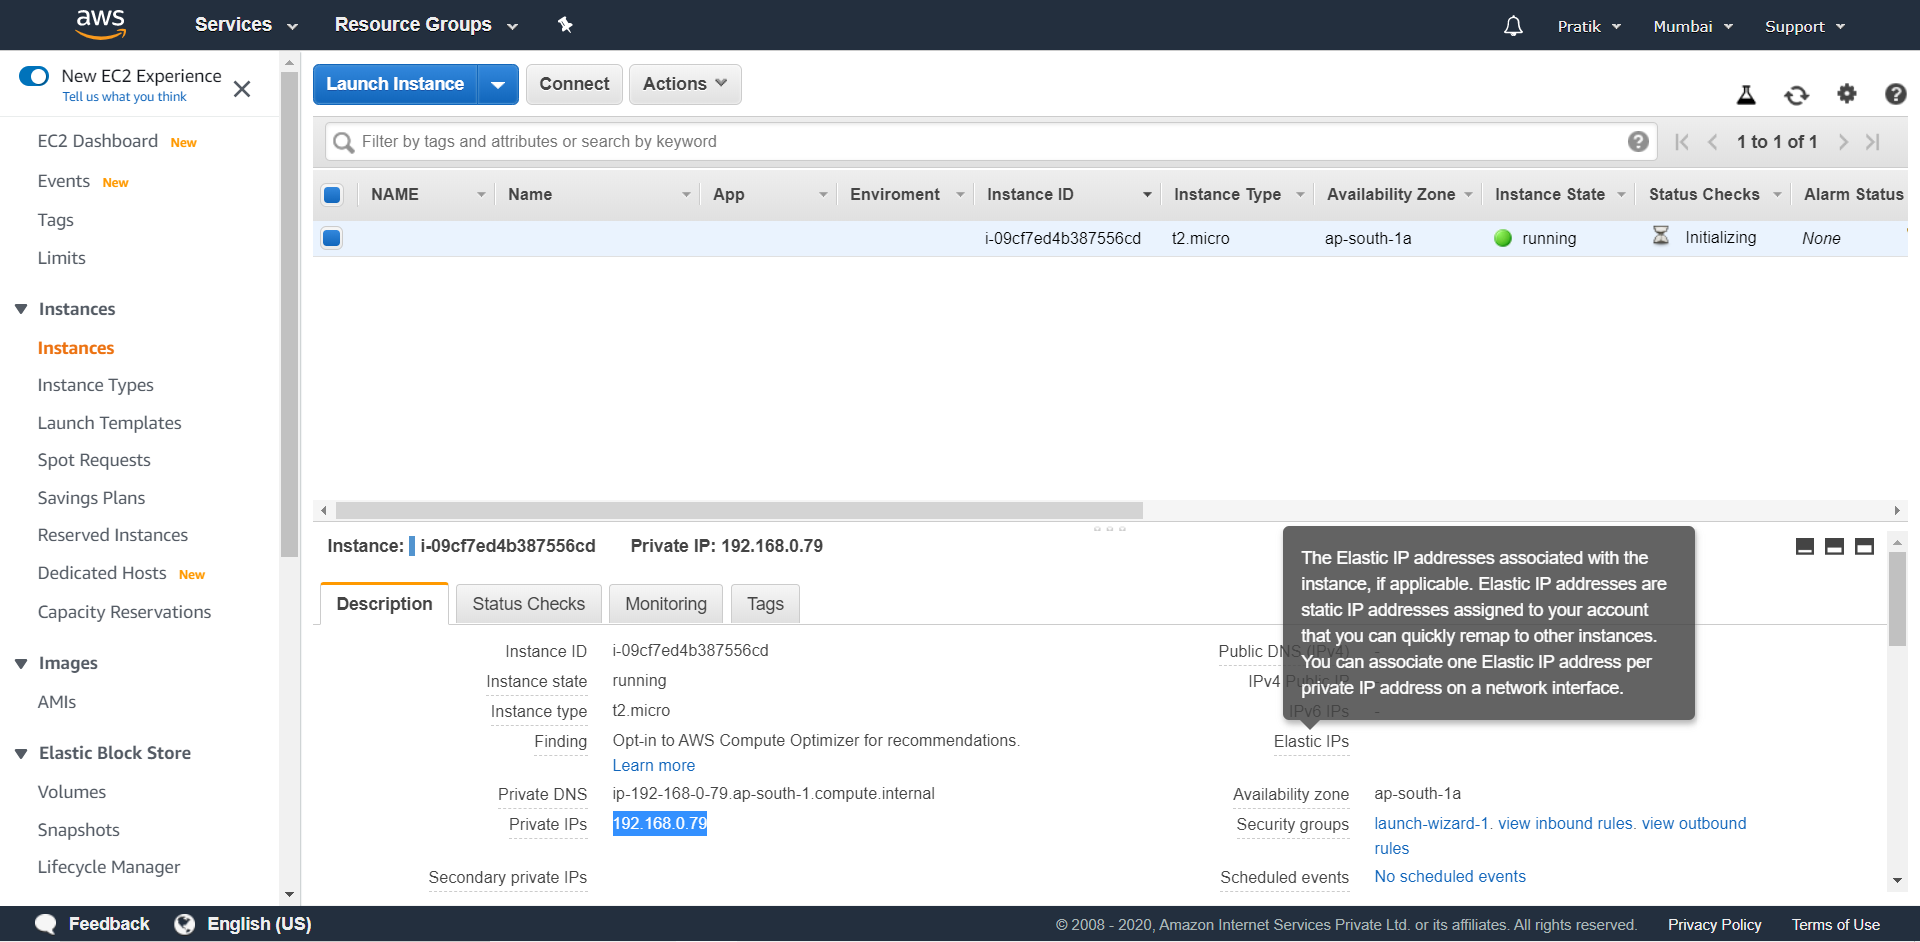 aws Services Resource Groups Pratik Mumbai Support
New EC2 Experience
Tell us what you think
EC2 Dashboard New
Events New
Tags
Limits
Instances
Instances
Instance Types
Launch Templates
Spot Requests
Savings Plans
Reserved Instances
Dedicated Hosts New
Capacity Reservations
Images
AMIs
Elastic Block Store
Volumes
Snapshots
Lifecycle Manager
Launch Instance Connect Actions
Filter by tags and attributes or search by keyword 1 to 1 of 1
NAME Name App Enviroment Instance ID Instance Type Availability Zone Instance State Status Checks Alarm Status
i-09cf7ed4b387556cd t2.micro ap-south-1a running Initializing None
Instance: i-09cf7ed4b387556cd Private IP: 192.168.0.79
Description Status Checks Monitoring Tags
Instance ID i-09cf7ed4b387556cd
Instance state running
Instance type t2.micro
Finding Opt-in to AWS Compute Optimizer for recommendations.
Learn more
Private DNS ip-192-168-0-79.ap-south-1.compute.internal
Private IPs 192.168.0.79
Secondary private IPs
The Elastic IP addresses associated with the
instance, if applicable. Elastic IP addresses are
static IP addresses assigned to your account
that you can quickly remap to other instances.
You can associate one Elastic IP address per
private IP address on a network interface.
Public DNS (IPv4) -
IPv4 Public IP -
IPv6 IPs -
Elastic IPs
Availability zone ap-south-1a
Security groups launch-wizard-1. view inbound rules. view outbound
rules
Scheduled events No scheduled events
Feedback English (US) © 2008 - 2020, Amazon Internet Services Private Ltd. or its affiliates. All rights reserved. Privacy Policy Terms of Use